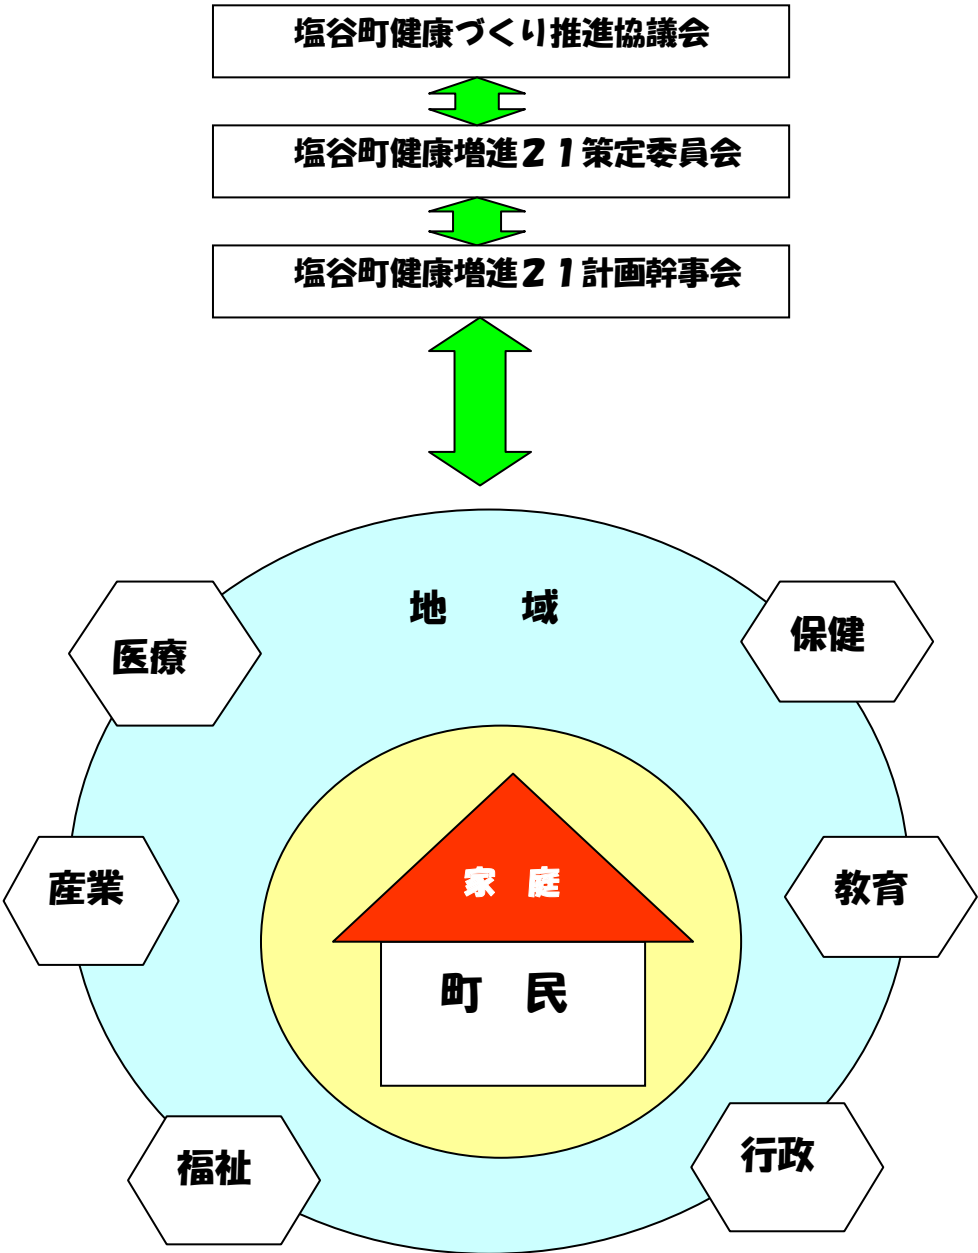 塩谷町健康づくり推進協議会
塩谷町健康増進２１策定委員会
塩谷町健康増進２１計画幹事会
地　域
医療
保健
家　庭
産業
教育
町　民
福祉
行政